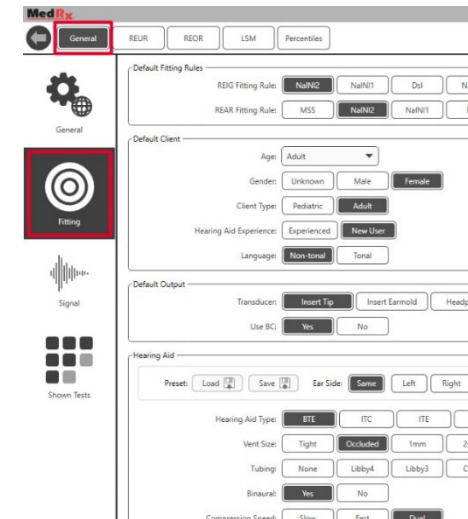 MedRx
General REUR REOR LSM Percentiles
General
Fitting
Signal
Shown Tests
Default Fitting Rules
REIG Fitting Rule: NalNl2 NalNl1 Dsl
REAR Fitting Rule: MSS NalNl2 NalNl1
Default Client
Age: Adult
Gender: Unknown Male Female
Client Type: Pediatric Adult
Hearing Aid Experience: Experienced New User
Language: Non-tonal Tonal
Default Output
Transducer: Insert Tip Insert Earmold Headp
Use BC: Yes No
Hearing Aid
Preset: Load Save Ear Side: Same Left Right
Hearing Aid Type: BTE ITC ITE
Vent Size: Tight Occluded 1mm 2
Tubing: None Libby4 Libby3 C
Binaural: Yes No
Compression Speed: Slow Fast Dual